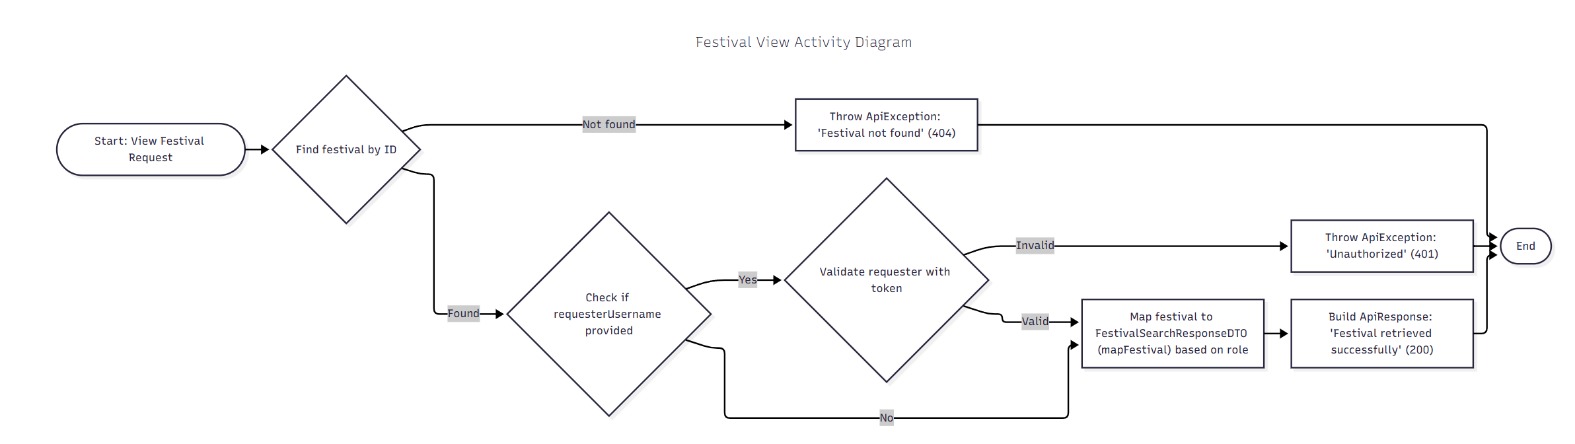 Festival View Activity Diagram
Start: View Festival
Request
Find festival by ID
Not found
Throw ApiException:
'Festival not found' (404)
Found
Check if
requesterUsername
provided
Yes
No
Validate requester with
token
Invalid
Valid
Throw ApiException:
'Unauthorized' (401)
Map festival to
FestivalSearchResponseDTO
(mapFestival) based on role
Build ApiResponse:
'Festival retrieved
successfully' (200)
End